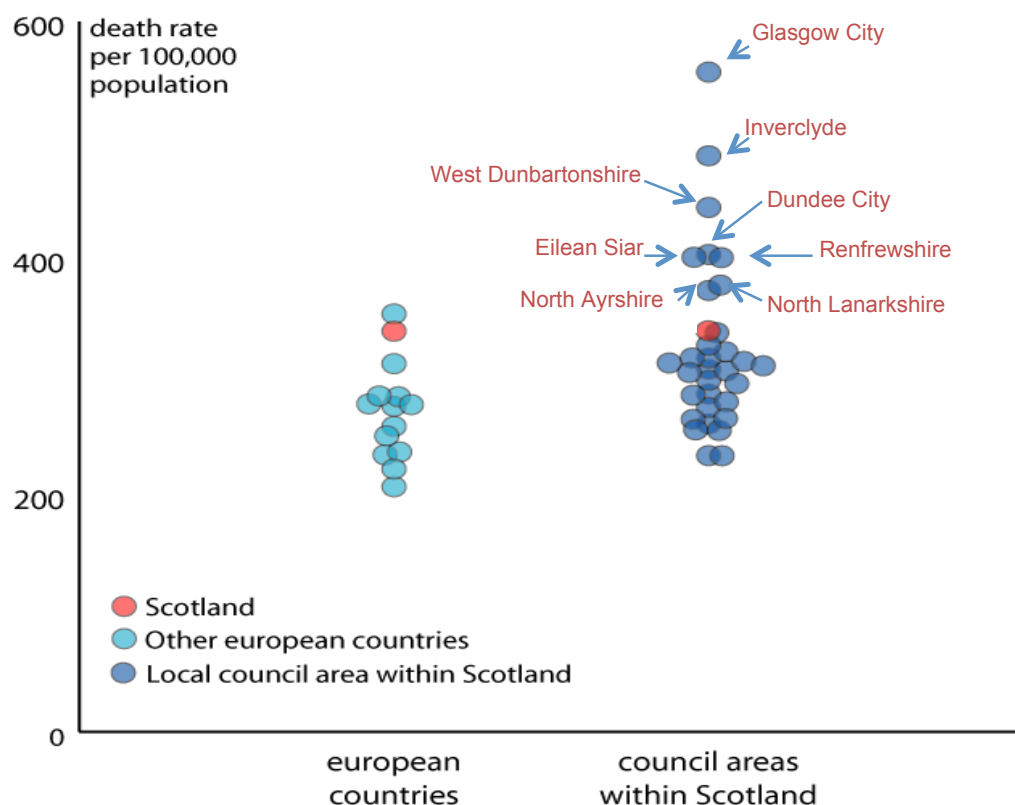 600
death rate
per 100,000
population
Glasgow City
Inverclyde
West Dunbartonshire
Dundee City
Eilean Siar
Renfrewshire
400
North Ayrshire
North Lanarkshire
200
Scotland
Other european countries
Local council area within Scotland
0
european
countries
council areas
within Scotland